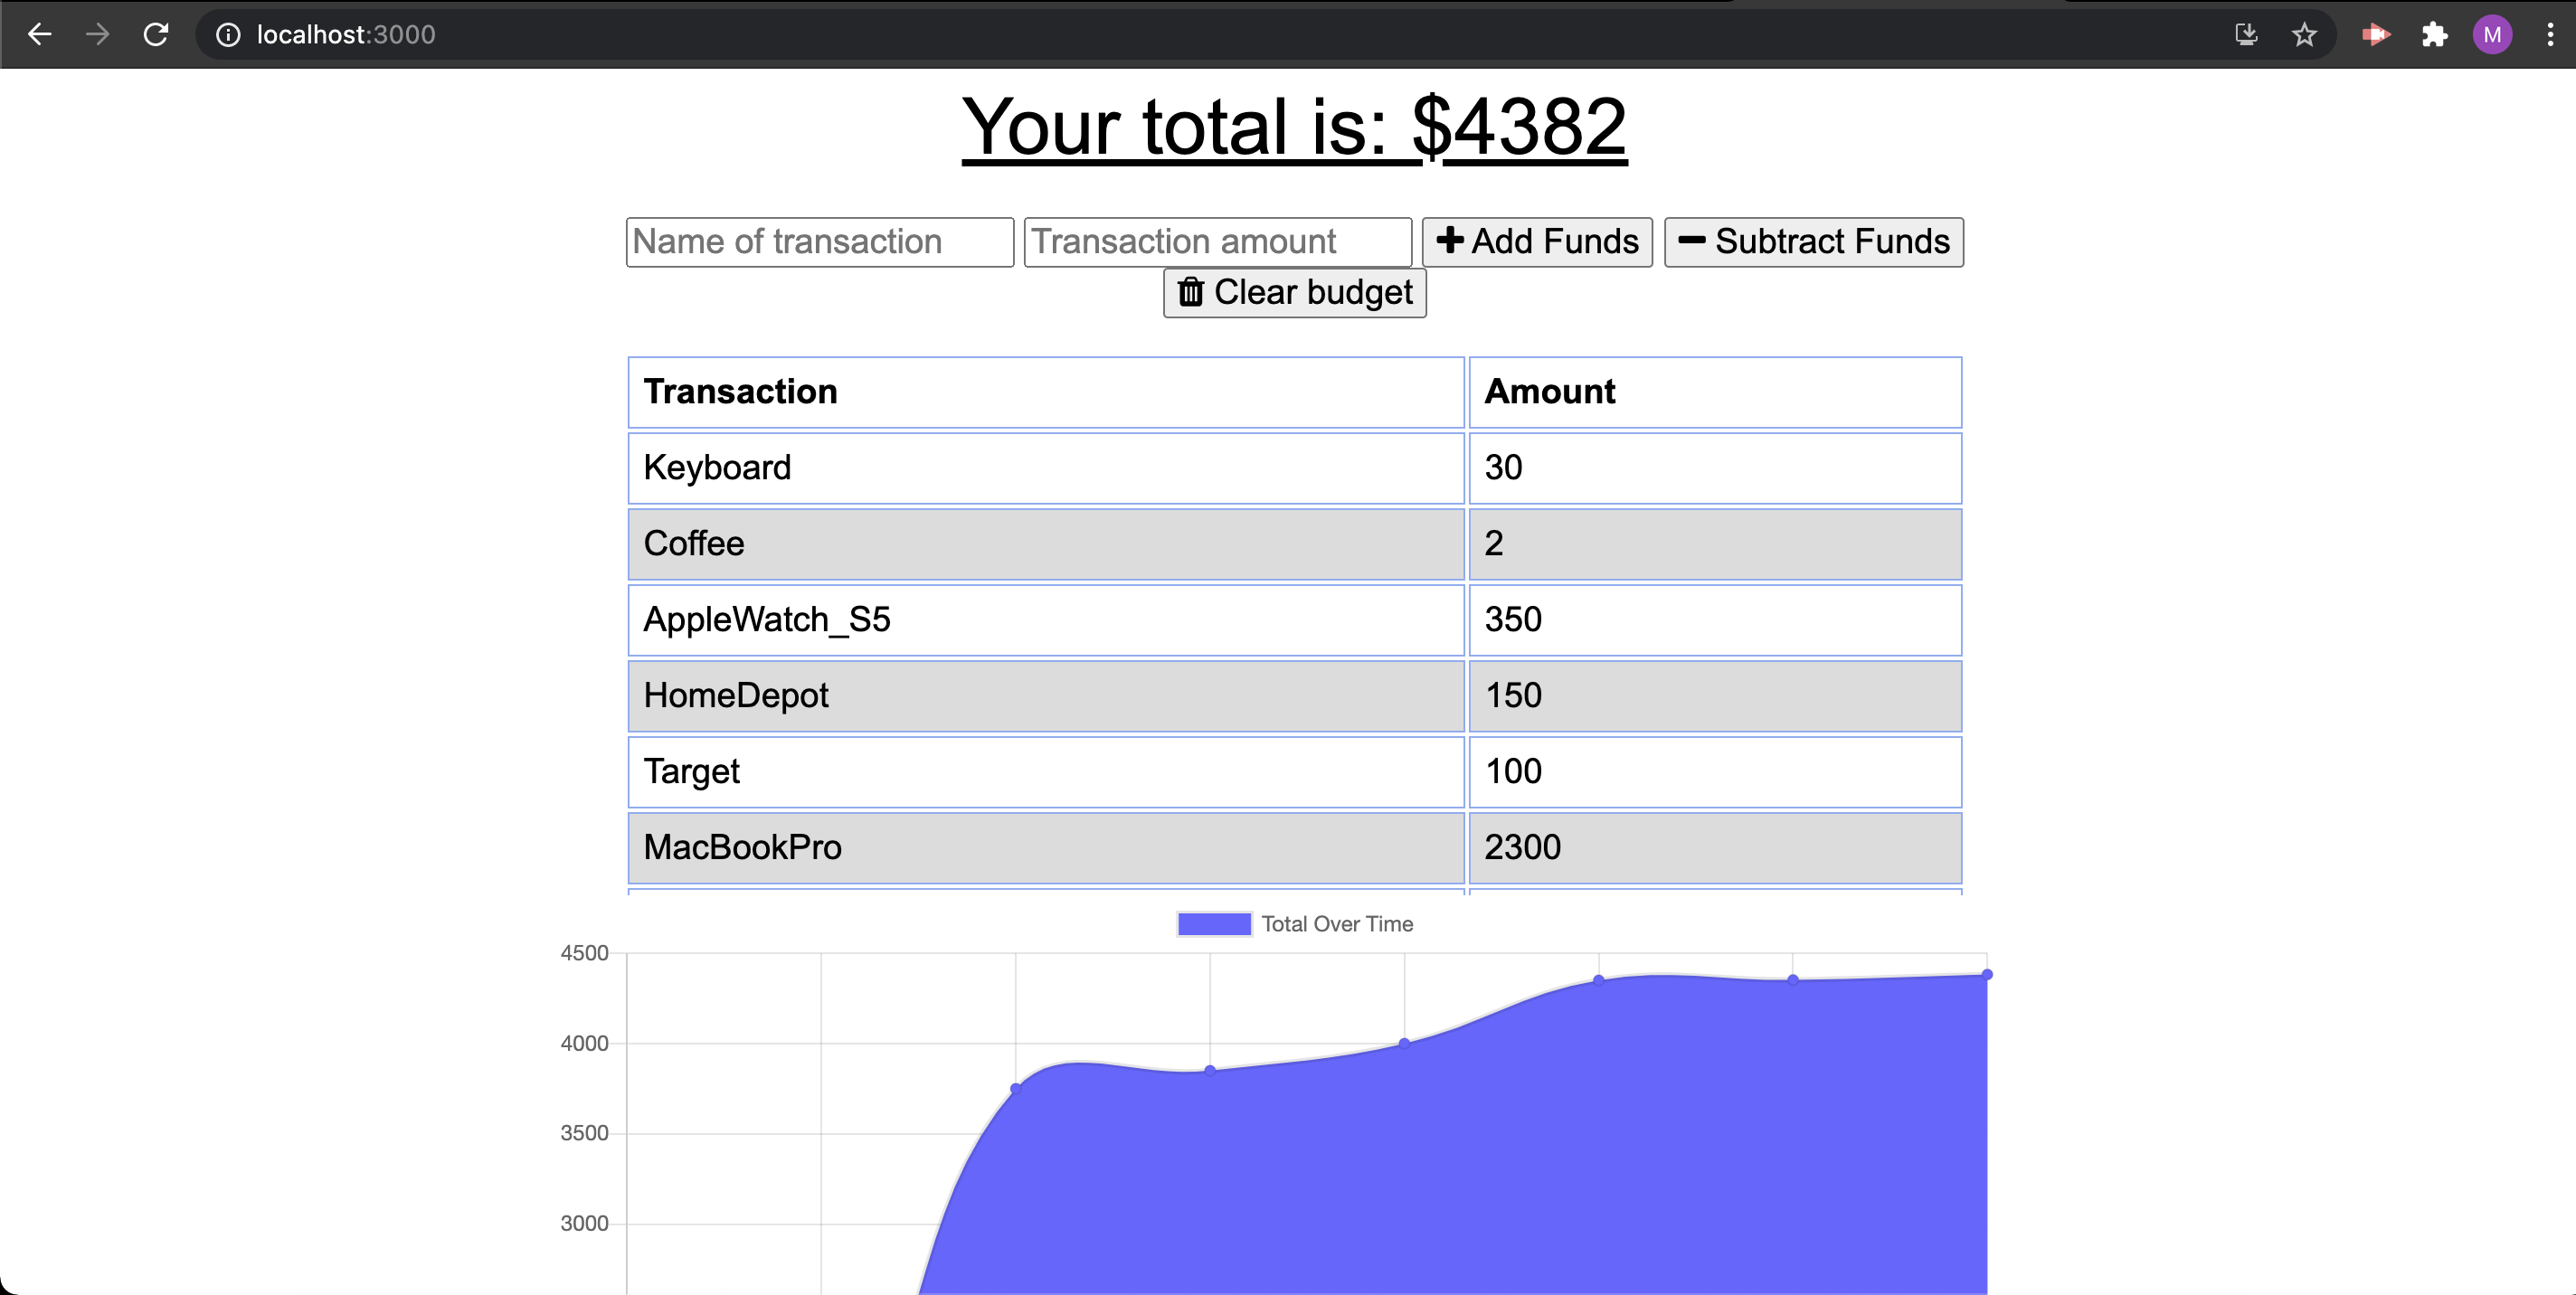 localhost:3000
M
Your total is: $4382
Name of transaction Transaction amount Add Funds Subtract Funds
Clear budget
Transaction Amount
Keyboard 30
Coffee 2
AppleWatch_S5 350
HomeDepot 150
Target 100
MacBookPro 2300
Total Over Time
4500
4000
3500
3000